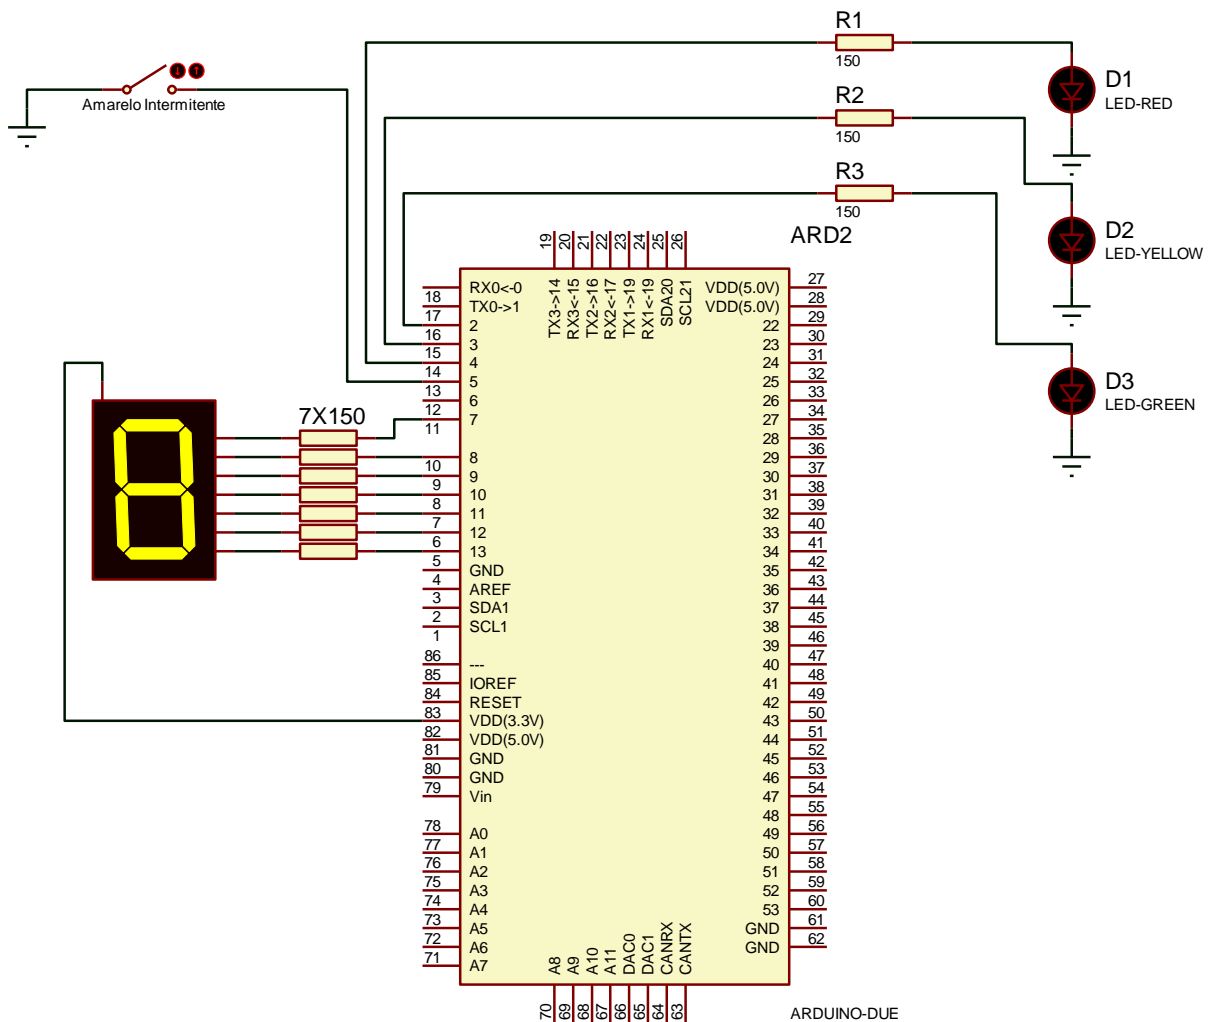 R1
150
R2
150
R3
150
D1
LED-RED
D2
LED-YELLOW
D3
LED-GREEN
Amarelo Intermitente
7X150
ARD2
ARDUINO-DUE
19
20
21
22
23
24
25
26
TX3->14
RX3<-15
TX2->16
RX2<-17
TX1->19
RX1<-19
SDA20
SCL21
RX0<-0
18
TX0->1
17
2
16
3
15
4
14
5
13
6
12
7
11
8
10
9
9
10
8
11
7
12
6
13
5
GND
4
AREF
3
SDA1
2
SCL1
1
86
---
85
IOREF
84
RESET
83
VDD(3.3V)
82
VDD(5.0V)
81
GND
80
GND
79
Vin
78
A0
77
A1
76
A2
75
A3
74
A4
73
A5
72
A6
71
A7
VDD(5.0V) 27
VDD(5.0V) 28
22 29
23 30
24 31
25 32
26 33
27 34
28 35
29 36
30 37
31 38
32 39
33 40
34 41
35 42
36 43
37 44
38 45
39 46
40 47
41 48
42 49
43 50
44 51
45 52
46 53
47 54
48 55
49 56
50 57
51 58
52 59
53 60
GND 61
GND 62
A8
A9
A10
A11
DAC0
DAC1
CANRX
CANTX
70
69
68
67
66
65
64
63
8